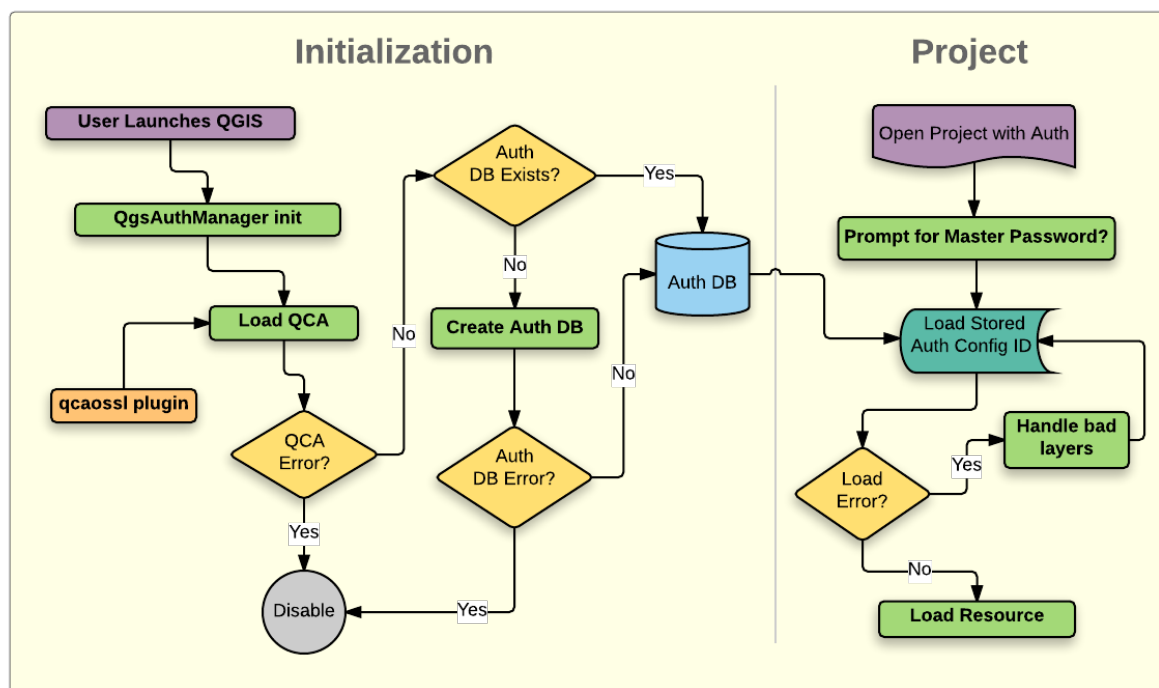 Initialization
User Launches QGIS
QgsAuthManager init
Load QCA
qcaossl plugin
QCA
Error?
Yes
Disable
No
Auth
DB Exists?
Yes
No
Create Auth DB
Auth
DB Error?
No
Yes
Auth DB
Project
Open Project with Auth
Prompt for Master Password?
Load Stored
Auth Config ID
Handle bad
layers
Yes
Load
Error?
No
Load Resource